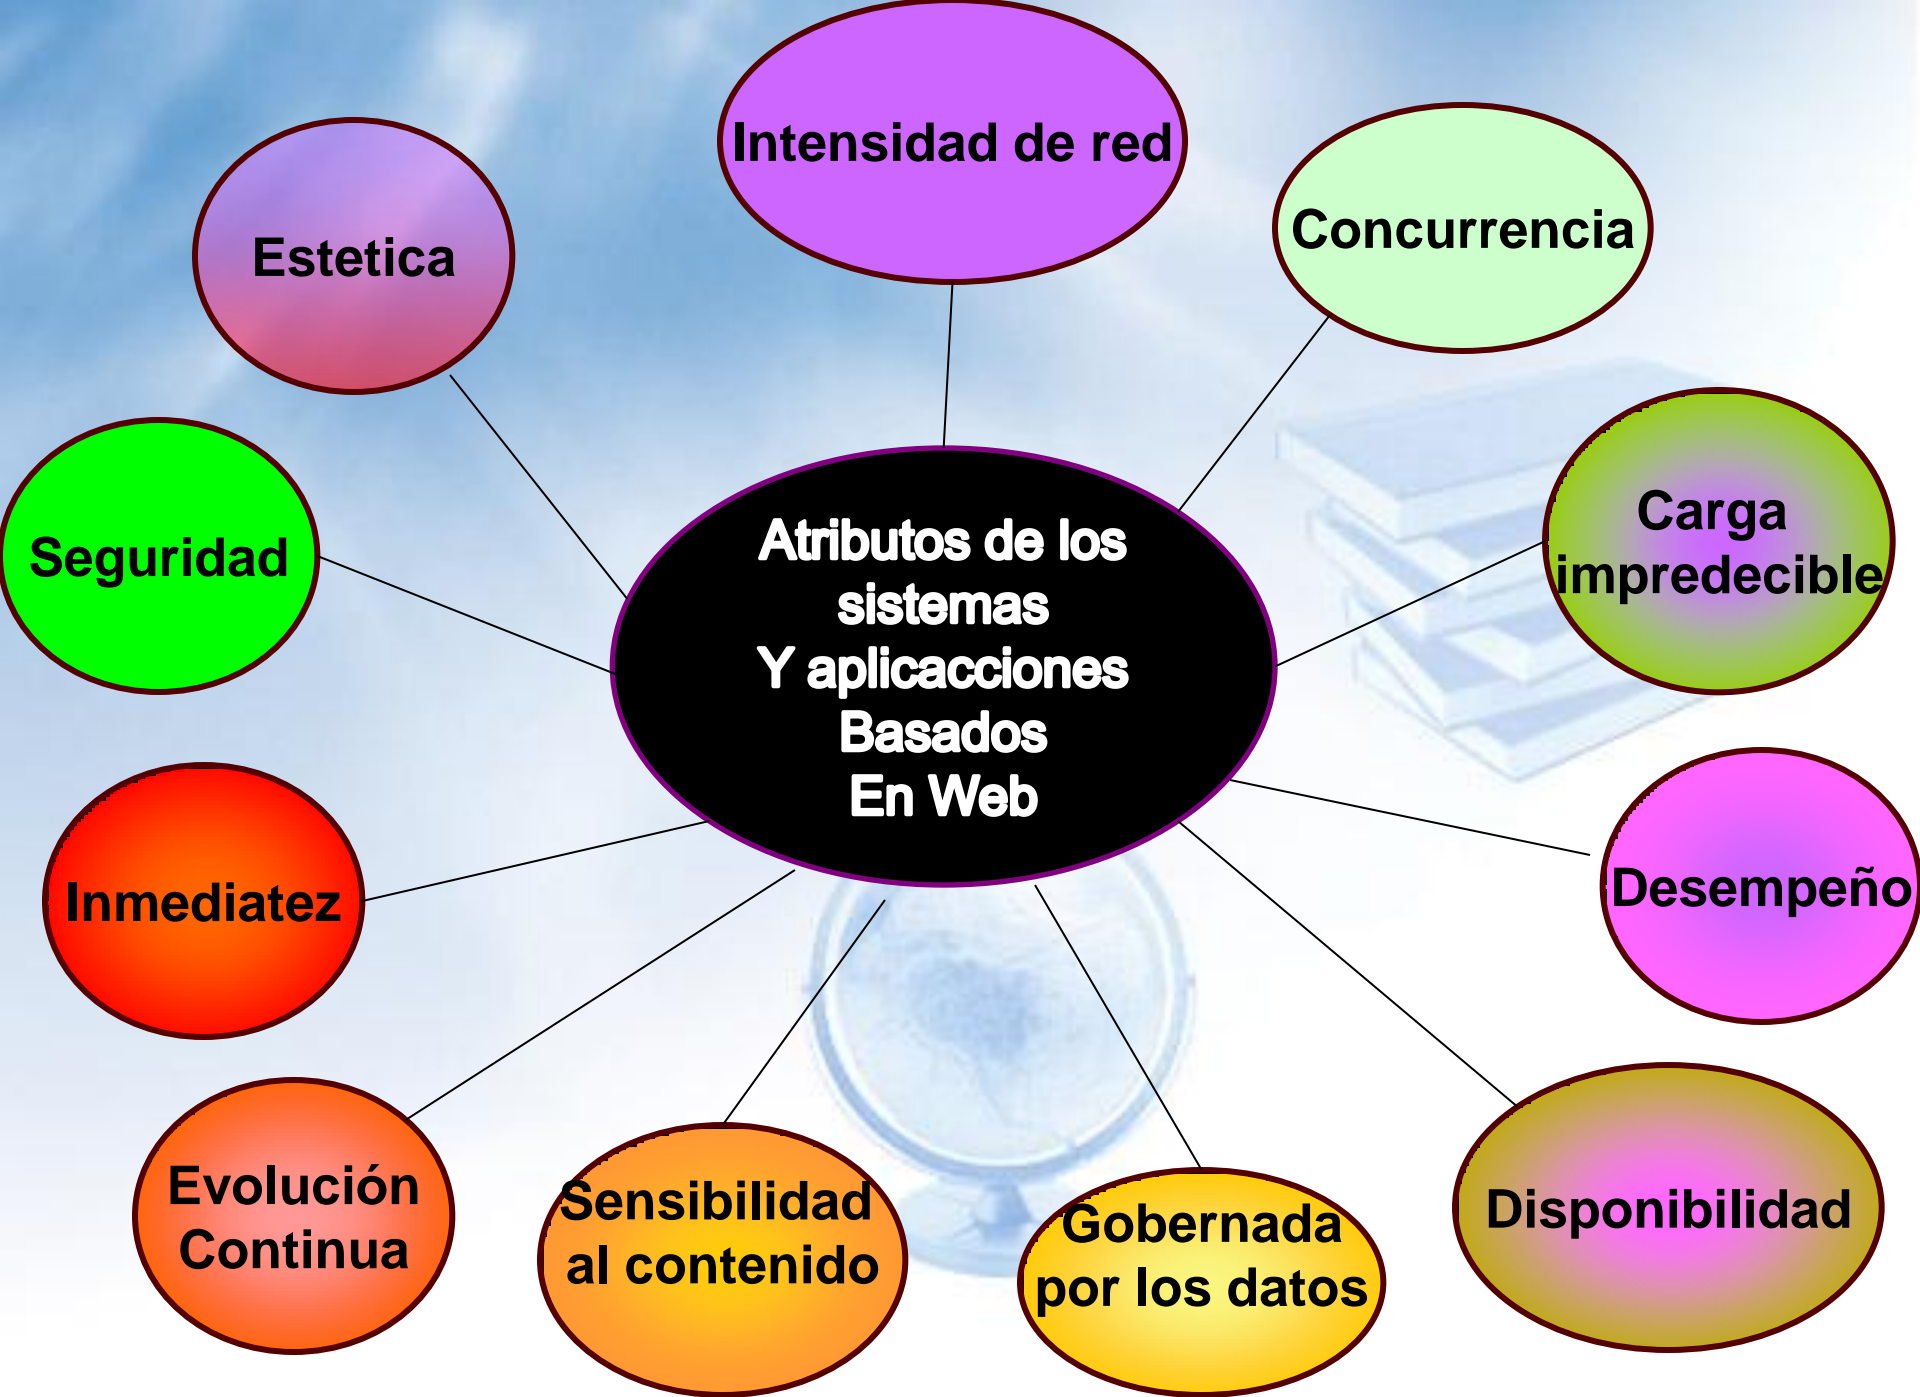 Intensidad de red
Concurrencia
Estetica
Carga
impredecible
Seguridad
Atributos de los
sistemas
Y aplicacciones
Basados
En Web
Desempeño
Inmediatez
Disponibilidad
Evolución
Continua
Sensibilidad
al contenido
Gobernada
por los datos